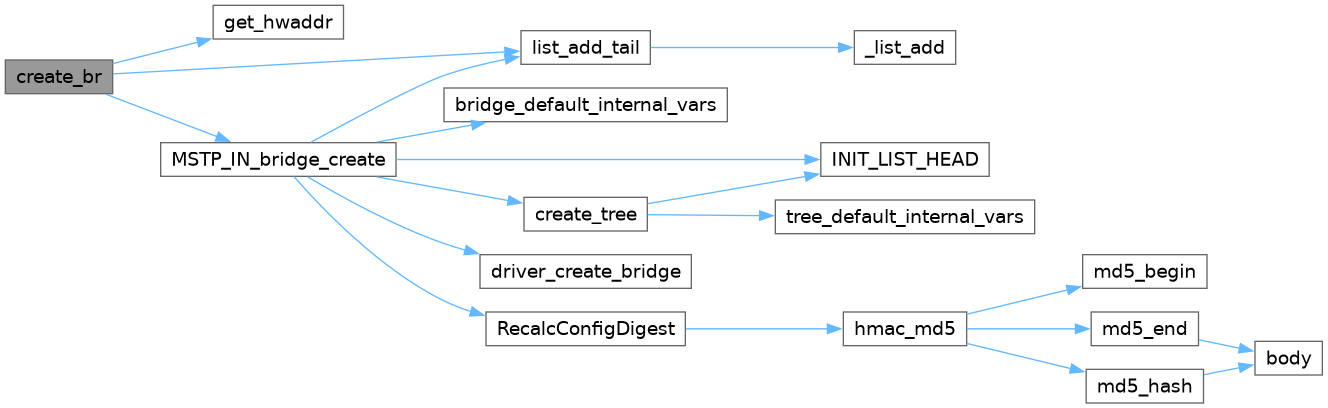 get_hwaddr
create_br
list_add_tail
_list_add
bridge_default_internal_vars
MSTP_IN_bridge_create
INIT_LIST_HEAD
create_tree
tree_default_internal_vars
driver_create_bridge
md5_begin
RecalcConfigDigest
hmac_md5
md5_end
body
md5_hash